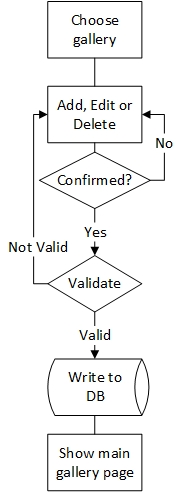 Choose
gallery
Add, Edit or
Delete
No
Confirmed?
Yes
Not Valid
Validate
Valid
Write to
DB
Show main
gallery page